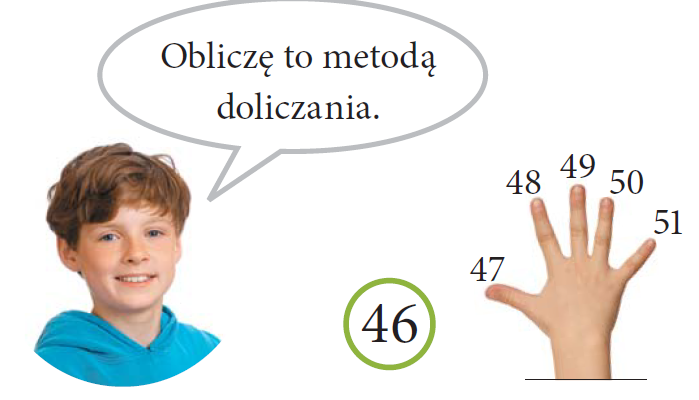 Obliczę to metodą
doliczania.
48 49 50
51
47
46